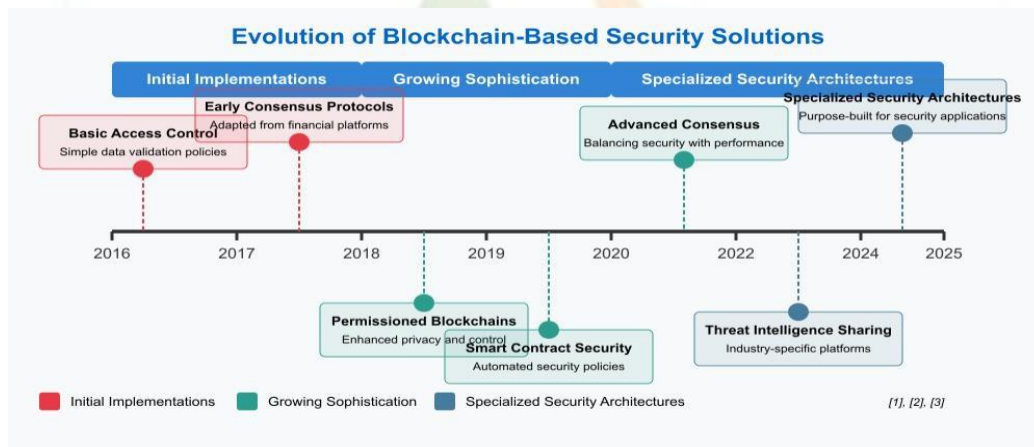 Evolution of Blockchain-Based Security Solutions
Initial Implementations
Growing Sophistication
Specialized Security Architectures
Basic Access Control
Simple data validation policies
Early Consensus Protocols
Adapted from financial platforms
Advanced Consensus
Balancing security with performance
Specialized Security Architectures
Purpose-built for security applications
2016
2017
2018
2019
2020
2022
2024
2025
Permissioned Blockchains
Enhanced privacy and control
Smart Contract Security
Automated security policies
Threat Intelligence Sharing
Industry-specific platforms
Initial Implementations
Growing Sophistication
Specialized Security Architectures
[1], [2], [3]